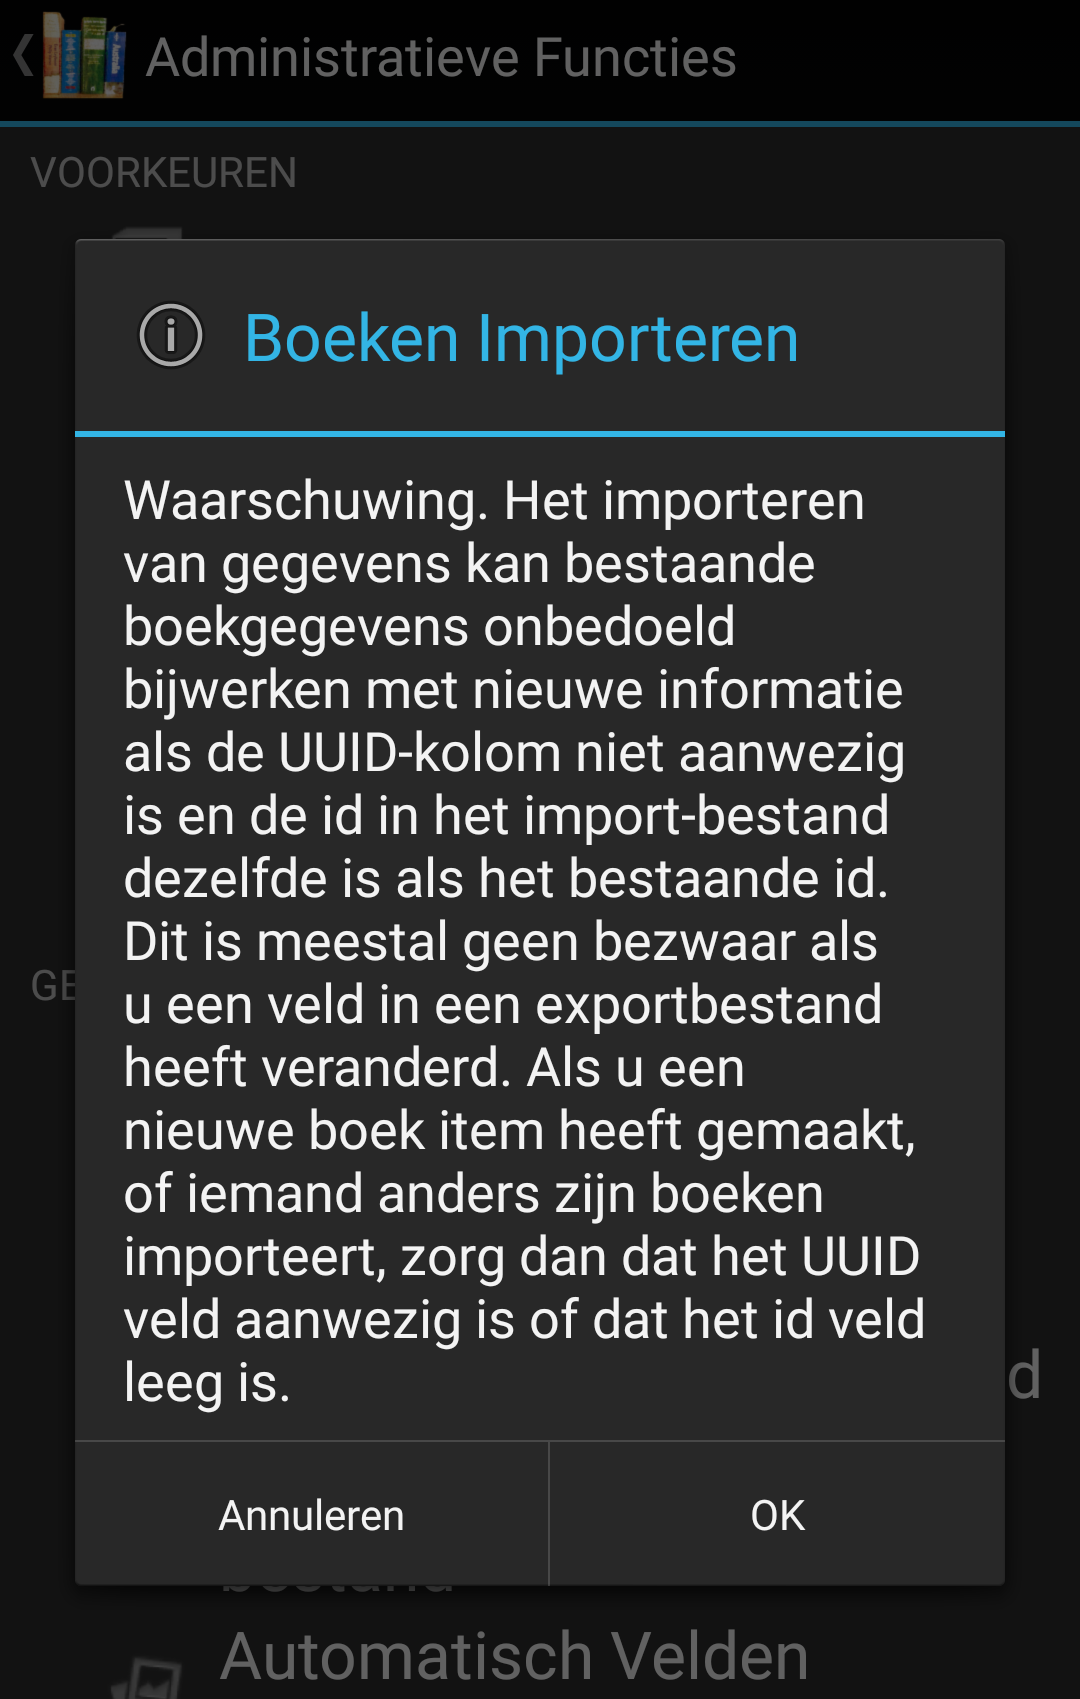 Administratieve Functies
VOORKEUREN
Boeken Importeren
Waarschuwing. Het importeren
van gegevens kan bestaande
boekgegevens onbedoeld
bijwerken met nieuwe informatie
als de UUID-kolom niet aanwezig
is en de id in het import-bestand
dezelfde is als het bestaande id.
Dit is meestal geen bezwaar als
u een veld in een exportbestand
heeft veranderd. Als u een
nieuwe boek item heeft gemaakt,
of iemand anders zijn boeken
importeert, zorg dan dat het UUID
veld aanwezig is of dat het id veld
leeg is.
Annuleren
OK
Automatisch Velden